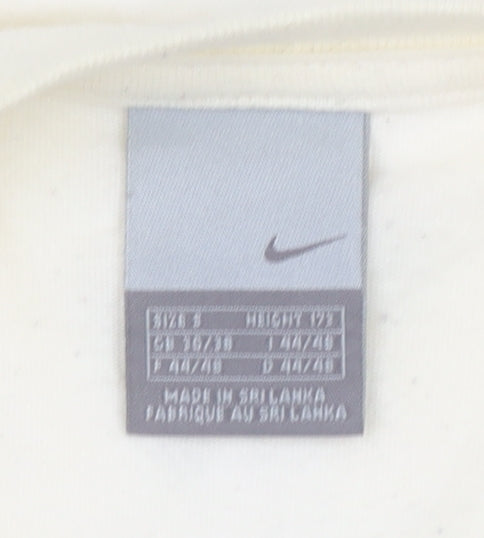 SIZE S HEIGHT 173
GB 36/38 I 44/46
F 44/46 D 44/46
MADE IN SRI LANKA
FABRIQUE AU SRI LANKA